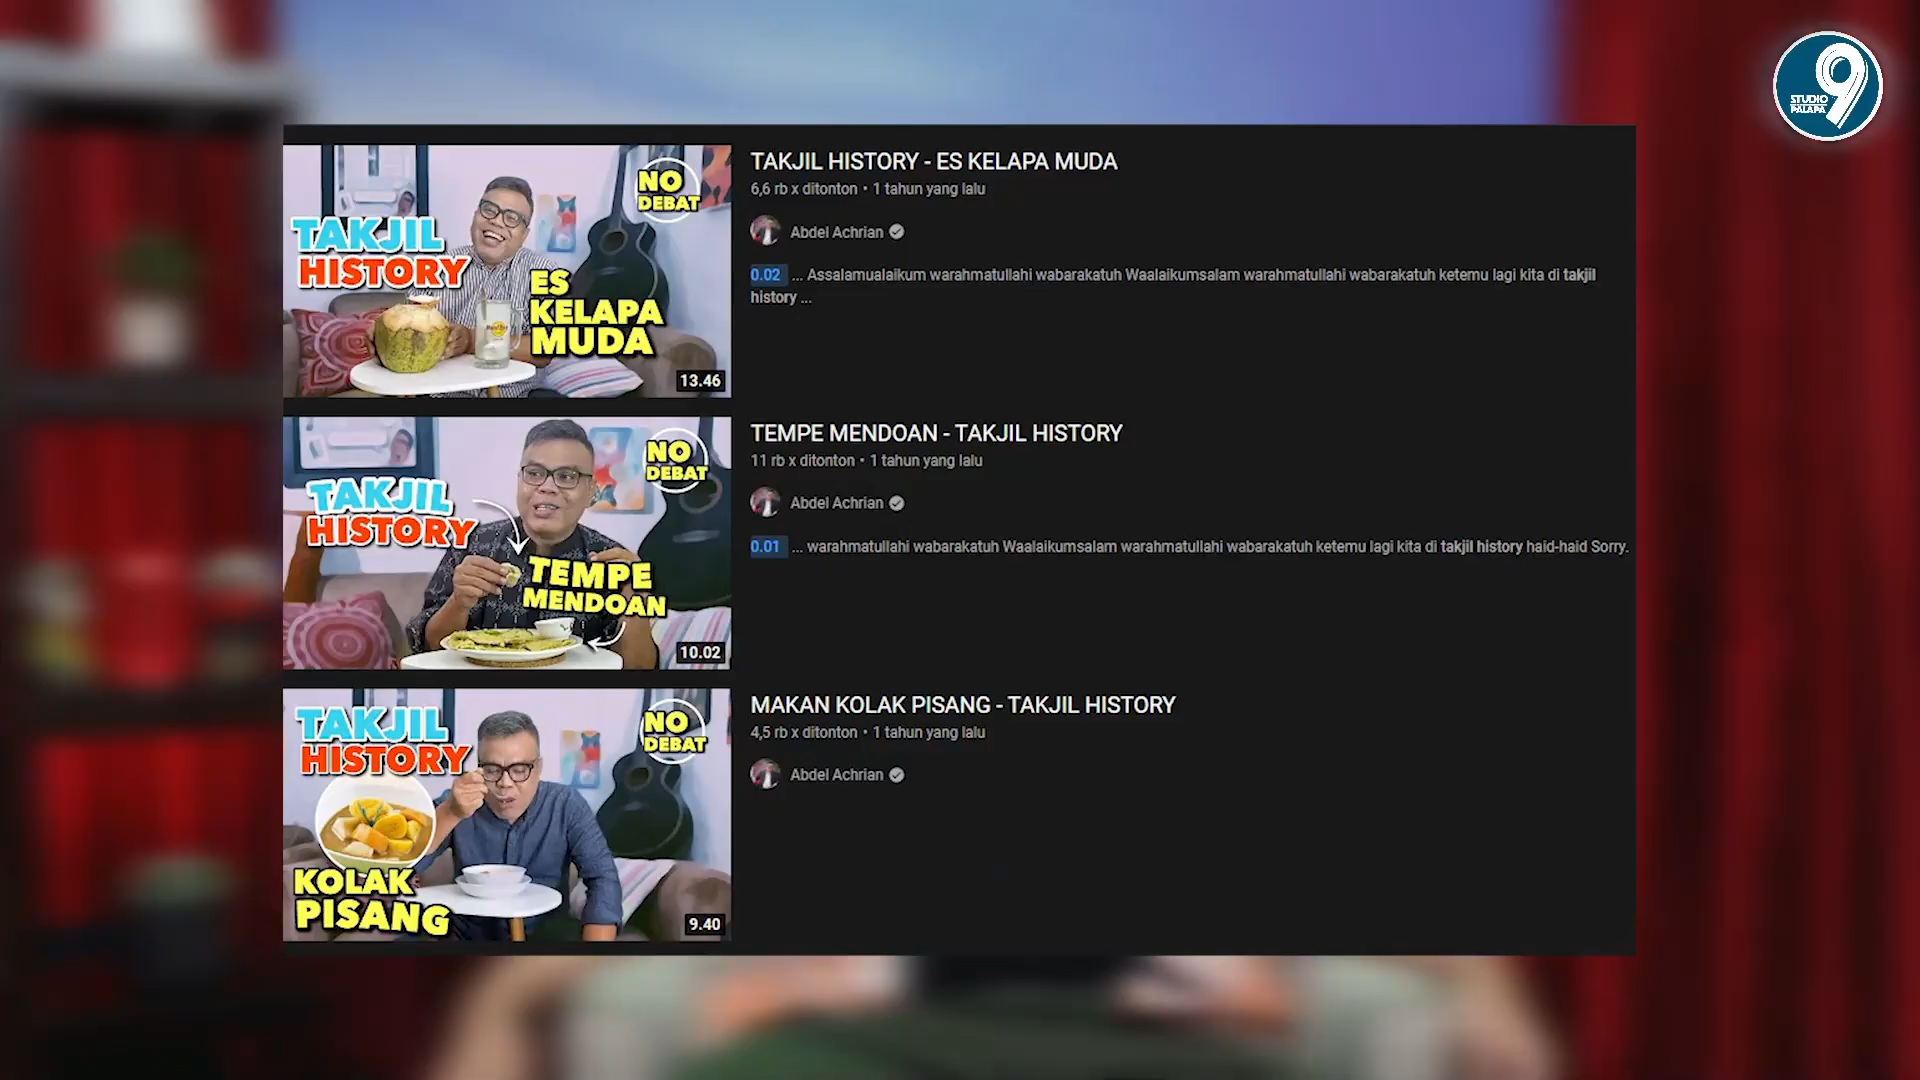 STUDIO
PALAPA
9
TAKJIL
HISTORY
NO
DEBAT
ES
KELAPA
MUDA
13.46
TAKJIL HISTORY - ES KELAPA MUDA
6,6 rb x ditonton • 1 tahun yang lalu
Abdel Achrian
0.02 ... Assalamualaikum warahmatullahi wabarakatuh Waalaikumsalam warahmatullahi wabarakatuh ketemu lagi kita di takjil
history ...
TAKJIL
HISTORY
NO
DEBAT
TEMPE
MENDOAN
10.02
TEMPE MENDOAN - TAKJIL HISTORY
11 rb x ditonton • 1 tahun yang lalu
Abdel Achrian
0.01 ... warahmatullahi wabarakatuh Waalaikumsalam warahmatullahi wabarakatuh ketemu lagi kita di takjil history haid-haid Sorry.
TAKJIL
HISTORY
NO
DEBAT
KOLAK
PISANG
9.40
MAKAN KOLAK PISANG - TAKJIL HISTORY
4,5 rb x ditonton • 1 tahun yang lalu
Abdel Achrian